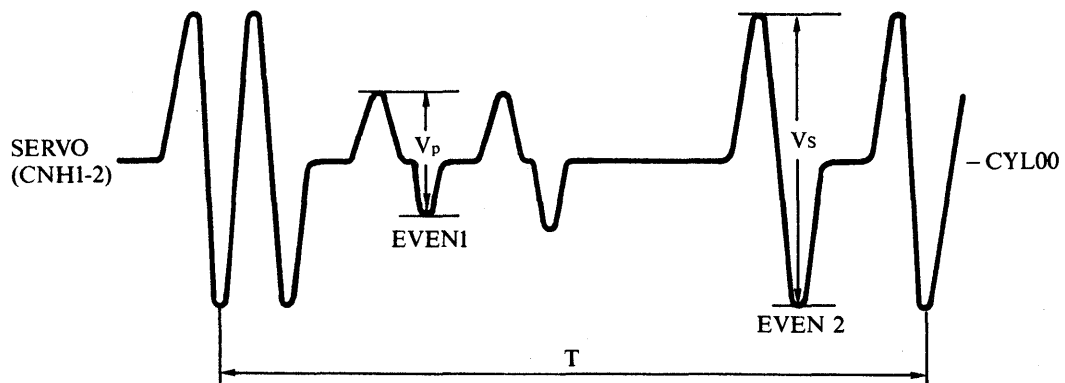 SERVO
(CNH1-2)
Vp
EVEN1
VS
EVEN 2
– CYL00
T